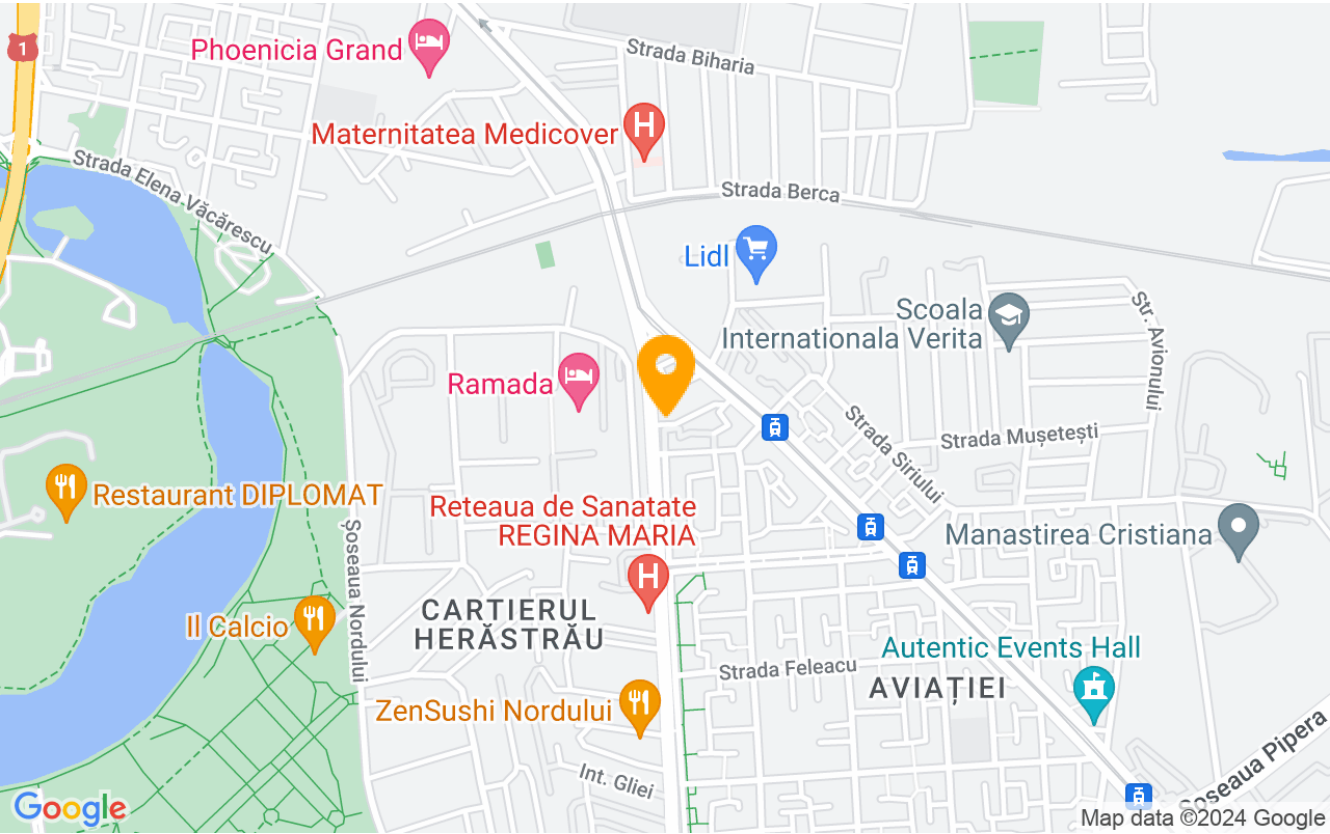 1
Phoenicia Grand
Strada Biharia
Maternitatea Medicover
H
Strada Elena Văcărescu
Strada Berca
Lidl
Scoala
Internationala Verita
Str. Avionului
Ramada
Strada Siriului
Strada Mușetești
Restaurant DIPLOMAT
Reteaua de Sanatate
REGINA MARIA
H
Manastirea Cristiana
Șoseaua Nordului
CARTIERUL
HERĂSTRĂU
Il Calcio
Autentic Events Hall
Strada Feleacu
AVIAȚIEI
ZenSushi Nordului
Int. Gliei
Șoseaua Pipera
Google
Map data ©2024 Google